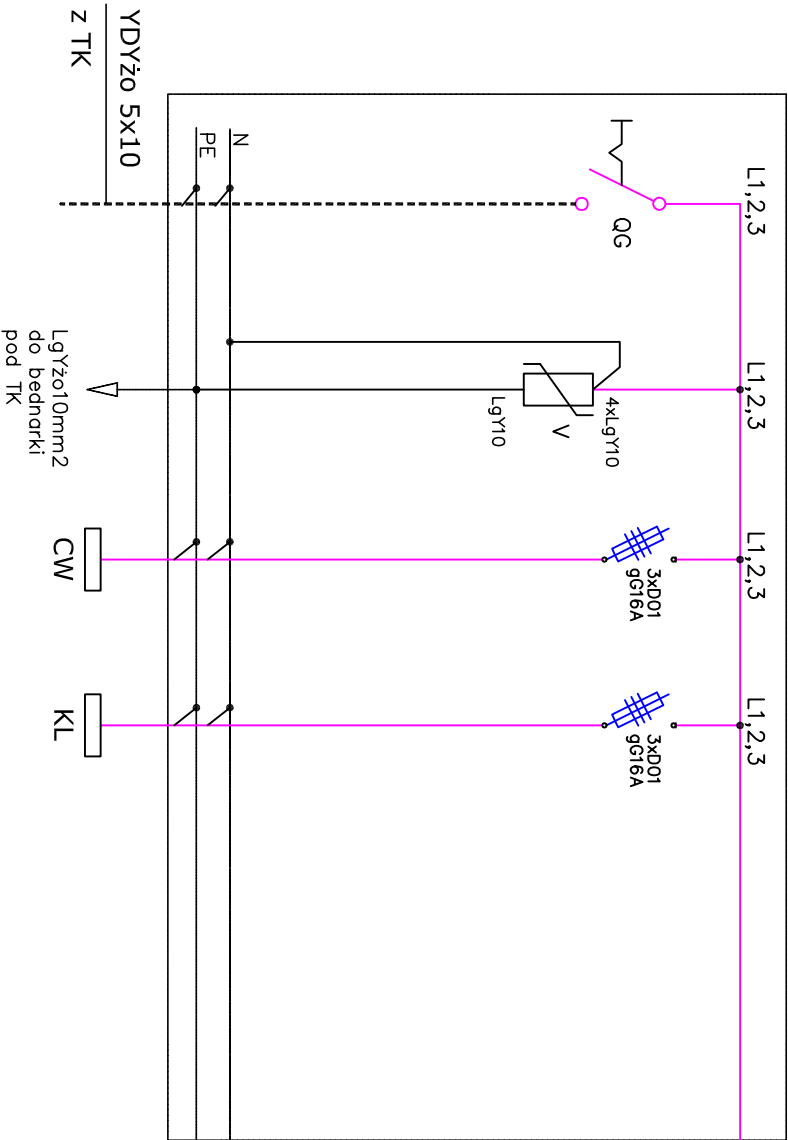 L1,2,3
L1,2,3
L1,2,3
L1,2,3
QG
4xLgY10
V
LgY10
3xD01
gG16A
3xD01
gG16A
N
PE
YDYżo 5x10
z TK
LgYżo10mm2
do bednarki
pod TK
CW
KL